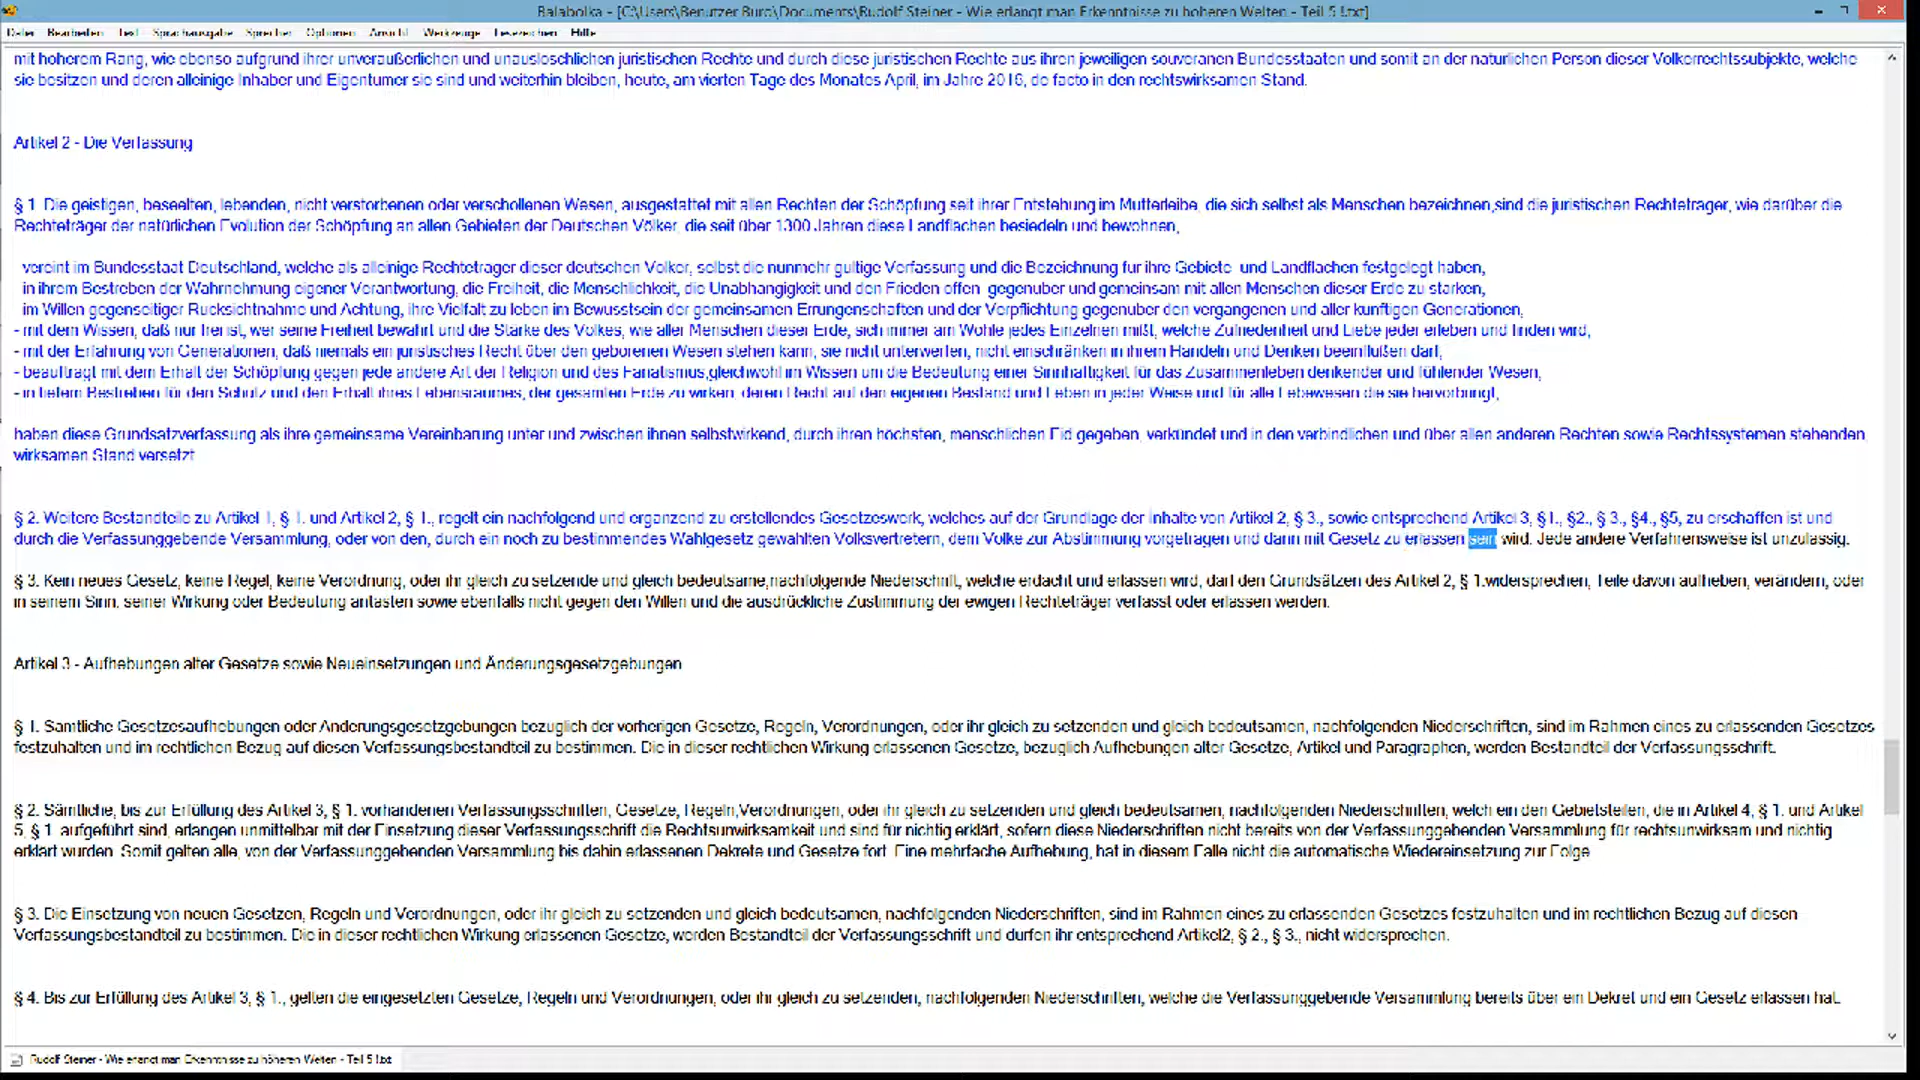 Balabolka - [C:\Users\Benutzer Büro\Documents\Rudolf Steiner - Wie erlangt man Erkenntnisse zu höheren Welten - Teil 5 !.txt]
Datei Bearbeiten Text Sprachausgabe Sprecher Optionen Ansicht Werkzeuge Lesezeichen Hilfe
mit höherem Rang, wie ebenso aufgrund ihrer unveräußerlichen und unauslöschlichen juristischen Rechte und durch diese juristischen Rechte aus ihren jeweiligen souveränen Bundesstaaten und somit an der natürlichen Person dieser Völkerrechtssubjekte, welche
sie besitzen und deren alleinige Inhaber und Eigentümer sie sind und weiterhin bleiben, heute, am vierten Tage des Monates April, im Jahre 2016, de facto in den rechtswirksamen Stand.
Artikel 2 - Die Verfassung
§ 1. Die geistigen, beseelten, lebenden, nicht verstorbenen oder verschollenen Wesen, ausgestattet mit allen Rechten der Schöpfung seit ihrer Entstehung im Mutterleibe, die sich selbst als Menschen bezeichnen,sind die juristischen Rechteträger, wie darüber die
Rechteträger der natürlichen Evolution der Schöpfung an allen Gebieten der Deutschen Völker, die seit über 1300 Jahren diese Landflächen besiedeln und bewohnen,
- vereint im Bundesstaat Deutschland, welche als alleinige Rechteträger dieser deutschen Völker, selbst die nunmehr gültige Verfassung und die Bezeichnung für ihre Gebiete und Landflächen festgelegt haben,
- in ihrem Bestreben der Wahrnehmung eigener Verantwortung, die Freiheit, die Menschlichkeit, die Unabhängigkeit und den Frieden offen gegenüber und gemeinsam mit allen Menschen dieser Erde zu stärken,
- im Willen gegenseitiger Rücksichtnahme und Achtung, ihre Vielfalt zu leben im Bewusstsein der gemeinsamen Errungenschaften und der Verpflichtung gegenüber den vergangenen und aller künftigen Generationen,
- mit dem Wissen, daß nur frei ist, wer seine Freiheit bewahrt und die Stärke des Volkes, wie aller Menschen dieser Erde, sich immer am Wohle jedes Einzelnen mißt, welche Zufriedenheit und Liebe jeder erleben und finden wird,
- mit der Erfahrung von Generationen, daß niemals ein juristisches Recht über den geborenen Wesen stehen kann, sie nicht unterwerfen, nicht einschränken in ihrem Handeln und Denken beeinflußen darf,
- beauftragt mit dem Erhalt der Schöpfung gegen jede andere Art der Religion und des Fanatismus,gleichwohl im Wissen um die Bedeutung einer Sinnhaftigkeit für das Zusammenleben denkender und fühlender Wesen,
- in tiefem Bestreben für den Schutz und den Erhalt ihres Lebensraumes, der gesamten Erde zu wirken, deren Recht auf den eigenen Bestand und Leben in jeder Weise und für alle Lebewesen die sie hervorbringt,
haben diese Grundsatzverfassung als ihre gemeinsame Vereinbarung unter und zwischen ihnen selbstwirkend, durch ihren höchsten, menschlichen Eid gegeben, verkündet und in den verbindlichen und über allen anderen Rechten sowie Rechtssystemen stehenden
wirksamen Stand versetzt.
§ 2. Weitere Bestandteile zu Artikel 1, § 1. und Artikel 2, § 1., regelt ein nachfolgend und ergänzend zu erstellendes Gesetzeswerk, welches auf der Grundlage der Inhalte von Artikel 2, § 3., sowie entsprechend Artikel 3, §1., §2., § 3., §4., §5, zu erschaffen ist und
durch die Verfassunggebende Versammlung, oder von den, durch ein noch zu bestimmendes Wahlgesetz gewählten Volksvertretern, dem Volke zur Abstimmung vorgetragen und dann mit Gesetz zu erlassen sein wird. Jede andere Verfahrensweise ist unzulässig.
§ 3. Kein neues Gesetz, keine Regel, keine Verordnung, oder ihr gleich zu setzende und gleich bedeutsame,nachfolgende Niederschrift, welche erdacht und erlassen wird, darf den Grundsätzen des Artikel 2, § 1.widersprechen, Teile davon aufheben, verändern, oder
in seinem Sinn, seiner Wirkung oder Bedeutung antasten sowie ebenfalls nicht gegen den Willen und die ausdrückliche Zustimmung der ewigen Rechteträger verfasst oder erlassen werden.
Artikel 3 - Aufhebungen alter Gesetze sowie Neueinsetzungen und Änderungsgesetzgebungen
§ 1. Sämtliche Gesetzesaufhebungen oder Änderungsgesetzgebungen bezüglich der vorherigen Gesetze, Regeln, Verordnungen, oder ihr gleich zu setzenden und gleich bedeutsamen, nachfolgenden Niederschriften, sind im Rahmen eines zu erlassenden Gesetzes
festzuhalten und im rechtlichen Bezug auf diesen Verfassungsbestandteil zu bestimmen. Die in dieser rechtlichen Wirkung erlassenen Gesetze, bezüglich Aufhebungen alter Gesetze, Artikel und Paragraphen, werden Bestandteil der Verfassungsschrift.
§ 2. Sämtliche, bis zur Erfüllung des Artikel 3, § 1. vorhandenen Verfassungsschriften, Gesetze, Regeln,Verordnungen, oder ihr gleich zu setzenden und gleich bedeutsamen, nachfolgenden Niederschriften, welch ein den Gebietsteilen, die in Artikel 4, § 1. und Artikel
5, § 1. aufgeführt sind, erlangen unmittelbar mit der Einsetzung dieser Verfassungsschrift die Rechtsunwirksamkeit und sind für nichtig erklärt, sofern diese Niederschriften nicht bereits von der Verfassunggebenden Versammlung für rechtsunwirksam und nichtig
erklärt wurden. Somit gelten alle, von der Verfassunggebenden Versammlung bis dahin erlassenen Dekrete und Gesetze fort. Eine mehrfache Aufhebung, hat in diesem Falle nicht die automatische Wiedereinsetzung zur Folge.
§ 3. Die Einsetzung von neuen Gesetzen, Regeln und Verordnungen, oder ihr gleich zu setzenden und gleich bedeutsamen, nachfolgenden Niederschriften, sind im Rahmen eines zu erlassenden Gesetzes festzuhalten und im rechtlichen Bezug auf diesen
Verfassungsbestandteil zu bestimmen. Die in dieser rechtlichen Wirkung erlassenen Gesetze, werden Bestandteil der Verfassungsschrift und dürfen ihr entsprechend Artikel2, § 2., § 3., nicht widersprechen.
§ 4. Bis zur Erfüllung des Artikel 3, § 1., gelten die eingesetzten Gesetze, Regeln und Verordnungen, oder ihr gleich zu setzenden, nachfolgenden Niederschriften, welche die Verfassunggebende Versammlung bereits über ein Dekret und ein Gesetz erlassen hat.
Rudolf Steiner - Wie erlangt man Erkenntnisse zu höheren Welten - Teil 5 !.txt